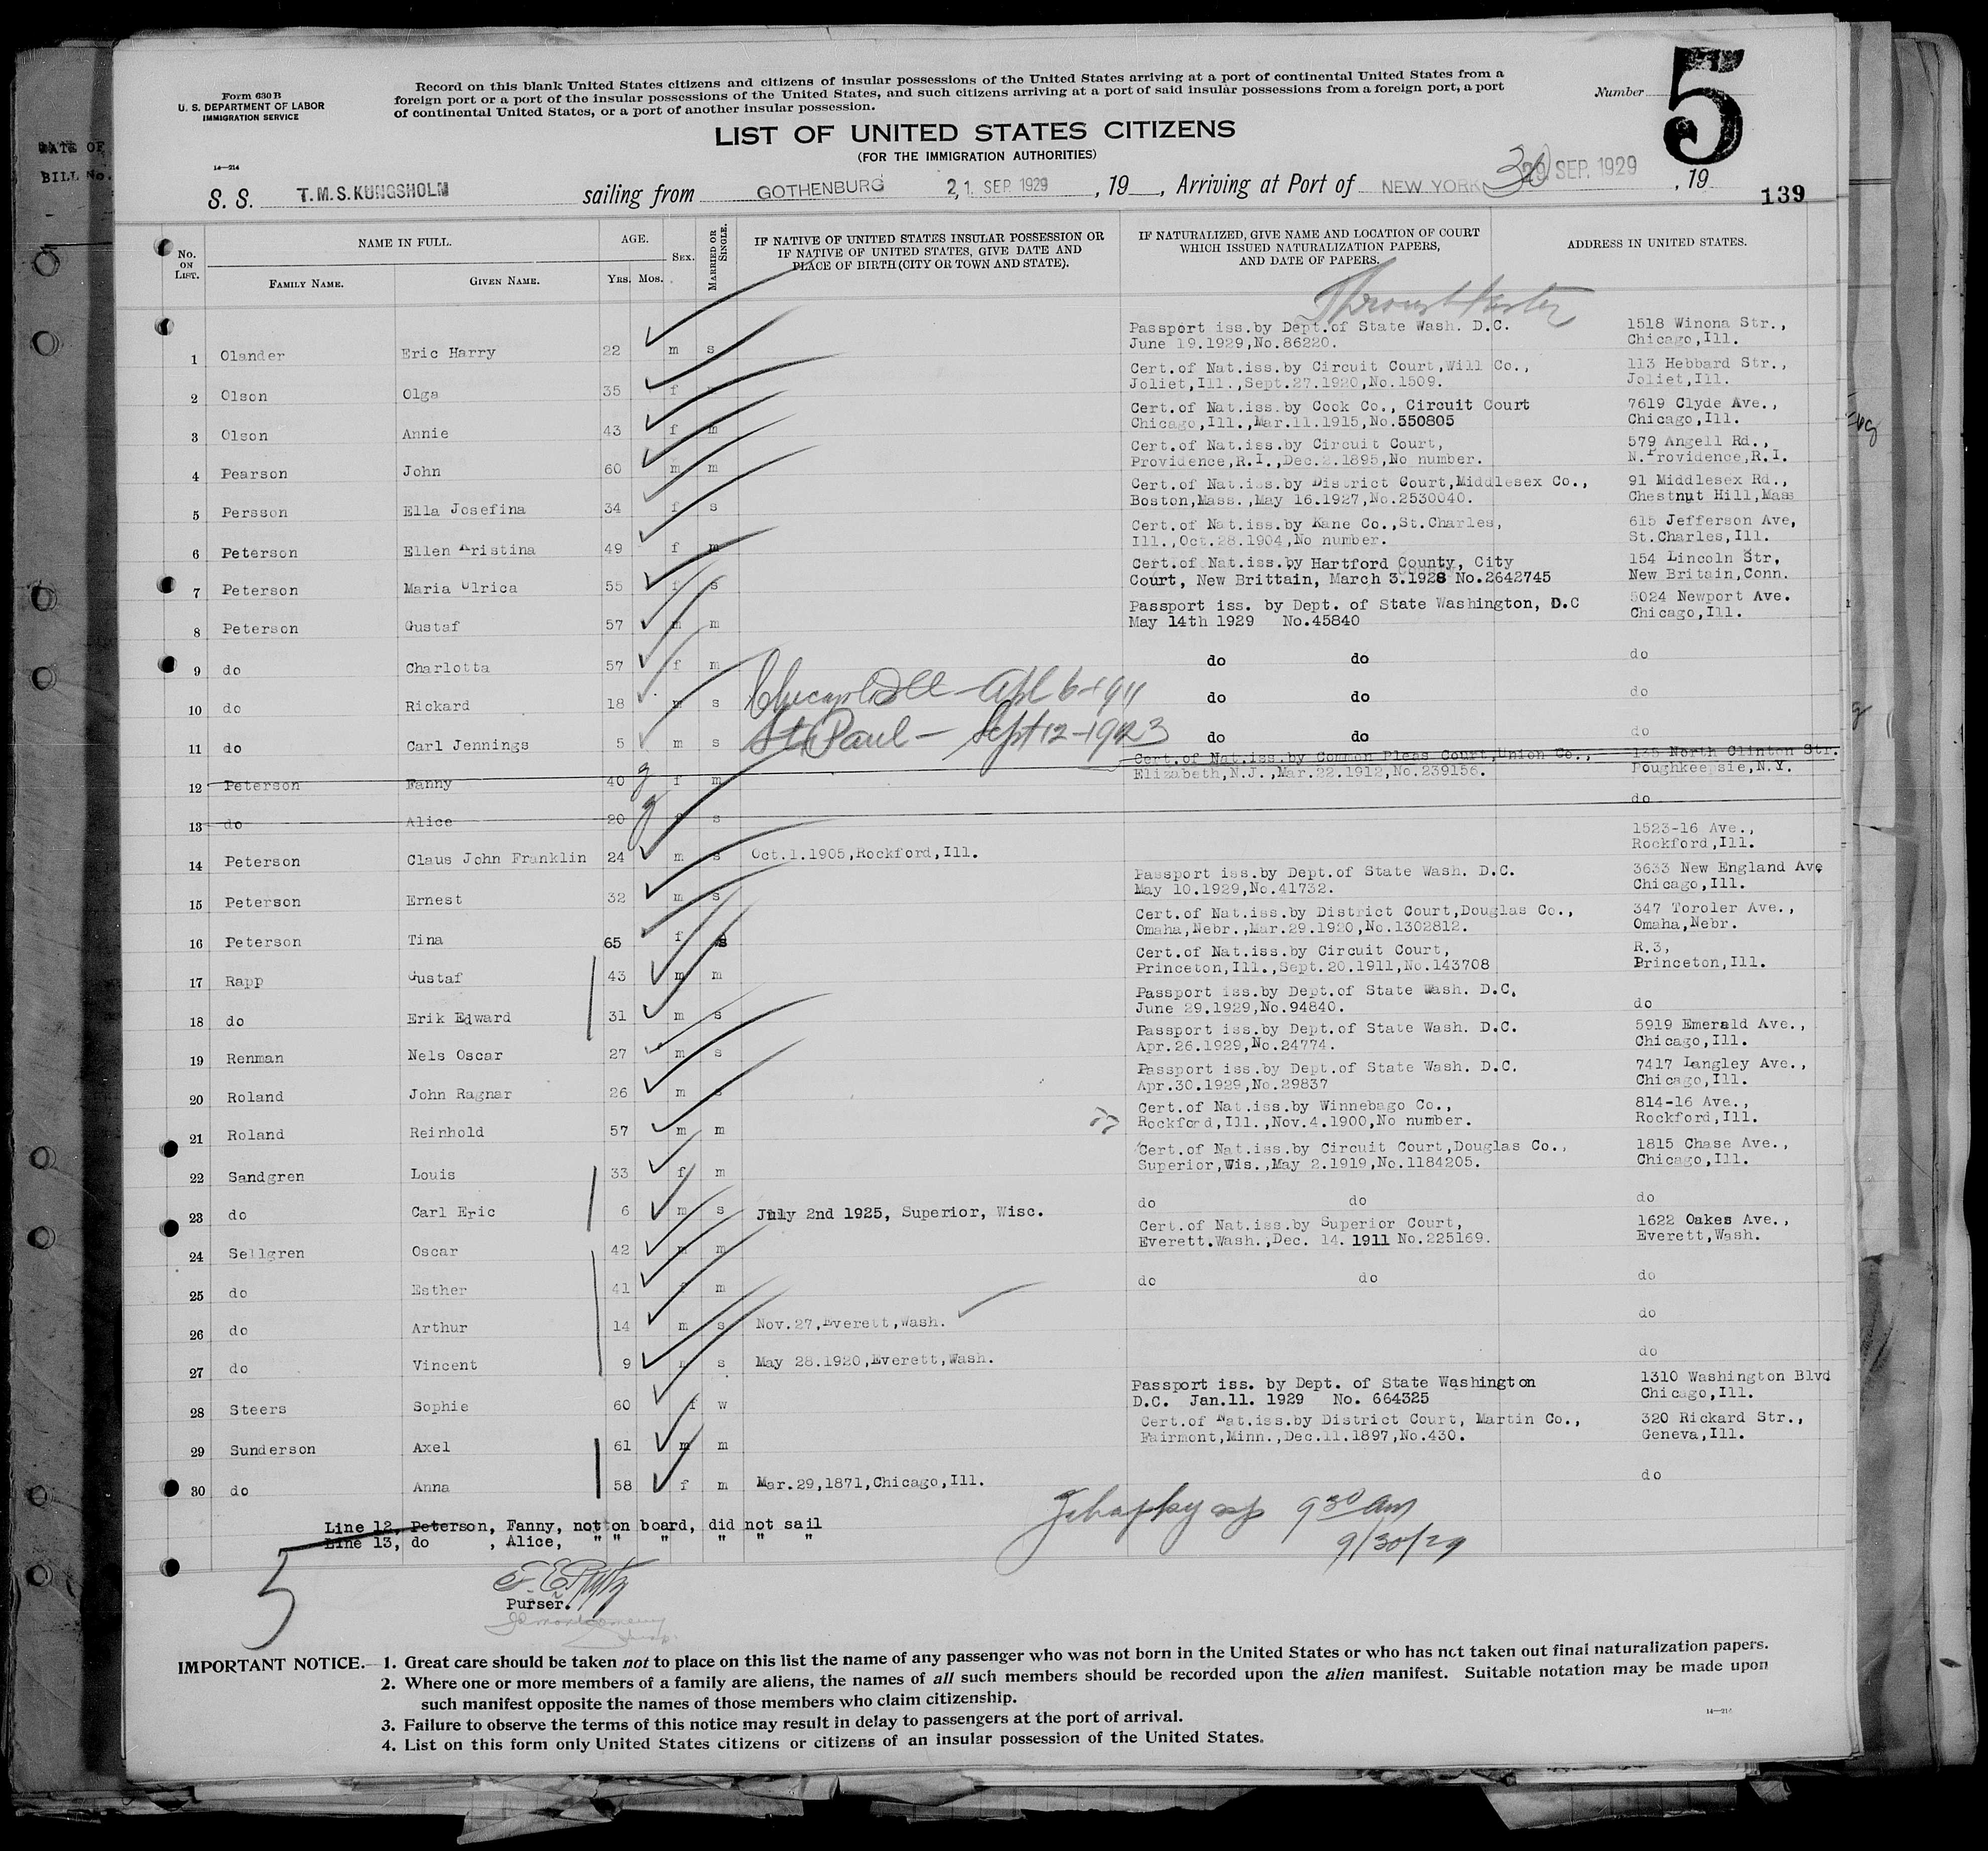 DATE OF
BILL No.
Form 630 B
U. S. DEPARTMENT OF LABOR
IMMIGRATION SERVICE
14—214
Record on this blank United States citizens and citizens of insular possessions of the United States arriving at a port of continental United States from a
foreign port or a port of the insular possessions of the United States, and such citizens arriving at a port of said insular possessions from a foreign port, a port
of continental United States, or a port of another insular possession.
Number 5
LIST OF UNITED STATES CITIZENS
(FOR THE IMMIGRATION AUTHORITIES)
S. S. T.M.S. KUNGSHOLM sailing from GOTHENBURG 21. SEP. 1929, 19 , Arriving at Port of NEW YORK 30 SEP. 1929 , 19
139
No. ON LIST. NAME IN FULL. AGE. SEX. MARRIED OR SINGLE. IF NATIVE OF UNITED STATES INSULAR POSSESSION OR IF NATIVE OF UNITED STATES, GIVE DATE AND PLACE OF BIRTH (CITY OR TOWN AND STATE). IF NATURALIZED, GIVE NAME AND LOCATION OF COURT WHICH ISSUED NATURALIZATION PAPERS, AND DATE OF PAPERS. ADDRESS IN UNITED STATES.
FAMILY NAME. GIVEN NAME. YRS. MOS.
1 Olander Eric Harry 22 m s Passport iss.by Dept.of State Wash. D.C. June 19.1929,No.86220. 1518 Winona Str., Chicago,Ill.
2 Olson Olga 35 f Cert.of Nat.iss.by Circuit Court,Will Co., Joliet,Ill.,Sept.27.1920,No.1509. 113 Hebbard Str., Joliet,Ill.
3 Olson Annie 43 f m Cert.of Nat.iss.by Cook Co., Circuit Court Chicago,Ill.,Mar.11.1915,No.550805 7619 Clyde Ave., Chicago,Ill.
4 Pearson John 60 m m Cert.of Nat.iss.by Circuit Court, Providence,R.I.,Dec.2.1895,No number. 579 Angell Rd., N.Providence,R.I.
5 Persson Ella Josefina 34 f s Cert.of Nat.iss.by District Court,Middlesex Co., Boston,Mass.,May 16.1927,No.2530040. 91 Middlesex Rd., Chestnut Hill,Mass
6 Peterson Ellen Kristina 49 f m Cert.of Nat.iss.by Kane Co.,St.Charles, Ill.,Oct.28.1904,No number. 615 Jefferson Ave, St.Charles,Ill.
7 Peterson Maria Ulrica 55 f s Cert.of Nat.iss.by Hartford County, City Court, New Brittain, March 3.1928 No.2642745 154 Lincoln Str, New Britain,Conn.
8 Peterson Gustaf 57 m m Passport iss. by Dept. of State Washington, D.C May 14th 1929 No.45840 5024 Newport Ave. Chicago,Ill.
9 do Charlotta 57 f m do do do
10 do Rickard 18 m s Chicago Ill - Apl 6-1911 do do do
11 do Carl Jennings 5 m s St Paul - Sept 12-1923 do do do
12 Peterson Fanny 40 f m Cert.of Nat.iss.by Common Pleas Court,Union Co., Elizabeth,N.J.,Mar.22.1912,No.239156. 135 North Clinton Str. Poughkeepsie,N.Y.
13 do Alice 20 f s do
14 Peterson Claus John Franklin 24 m s Oct.1.1905,Rockford,Ill. 1523-16 Ave., Rockford,Ill.
15 Peterson Ernest 32 m s Passport iss.by Dept.of State Wash. D.C. May 10.1929,No.41732. 3633 New England Ave Chicago,Ill.
16 Peterson Tina 65 f s Cert.of Nat.iss.by District Court,Douglas Co., Omaha,Nebr.,Mar.29.1920,No.1302812. 347 Toroler Ave., Omaha,Nebr.
17 Rapp Gustaf 43 m m Cert.of Nat.iss.by Circuit Court, Princeton,Ill.,Sept.20.1911,No.143708 R.3, Princeton,Ill.
18 do Erik Edward 31 m s Passport iss.by Dept.of State Wash. D.C. June 29.1929,No.94840. do
19 Renman Nels Oscar 27 m s Passport iss.by Dept.of State Wash. D.C. Apr.26.1929,No.24774. 5919 Emerald Ave., Chicago,Ill.
20 Roland John Ragnar 26 m s Passport iss.by Dept.of State Wash. D.C. Apr.30.1929,No.29837 7417 Langley Ave., Chicago,Ill.
21 Roland Reinhold 57 m m Cert.of Nat.iss.by Winnebago Co., Rockford,Ill.,Nov.4.1900,No number. 814-16 Ave., Rockford,Ill.
22 Sandgren Louis 33 f m Cert.of Nat.iss.by Circuit Court,Douglas Co., Superior,Wis.,May 2.1919,No.1184205. 1815 Chase Ave., Chicago,Ill.
23 do Carl Eric 6 m s July 2nd 1925, Superior, Wisc. do do do
24 Sellgren Oscar 42 m m Cert.of Nat.iss.by Superior Court, Everett.Wash.,Dec. 14. 1911 No.225169. 1622 Oakes Ave., Everett,Wash.
25 do Esther 41 f m do do do
26 do Arthur 14 m s Nov.27,Everett,Wash. do
27 do Vincent 9 m s May 28.1920,Everett,Wash. do
28 Steers Sophie 60 f w Passport iss. by Dept. of State Washington D.C. Jan.11. 1929 No. 664325 1310 Washington Blvd Chicago,Ill.
29 Sunderson Axel 61 m m Cert.of Nat.iss.by District Court, Martin Co., Fairmont,Minn.,Dec.11.1897,No.430. 320 Rickard Str., Geneva,Ill.
30 do Anna 58 f m Mar.29,1871,Chicago,Ill. do
Line 12, Peterson, Fanny, not on board, did not sail
Line 13, do , Alice, " " " " " "
9 30 am
9/30/29
5
Purser.
IMPORTANT NOTICE.—1. Great care should be taken not to place on this list the name of any passenger who was not born in the United States or who has not taken out final naturalization papers.
2. Where one or more members of a family are aliens, the names of all such members should be recorded upon the alien manifest. Suitable notation may be made upon
such manifest opposite the names of those members who claim citizenship.
3. Failure to observe the terms of this notice may result in delay to passengers at the port of arrival.
4. List on this form only United States citizens or citizens of an insular possession of the United States.
14—214